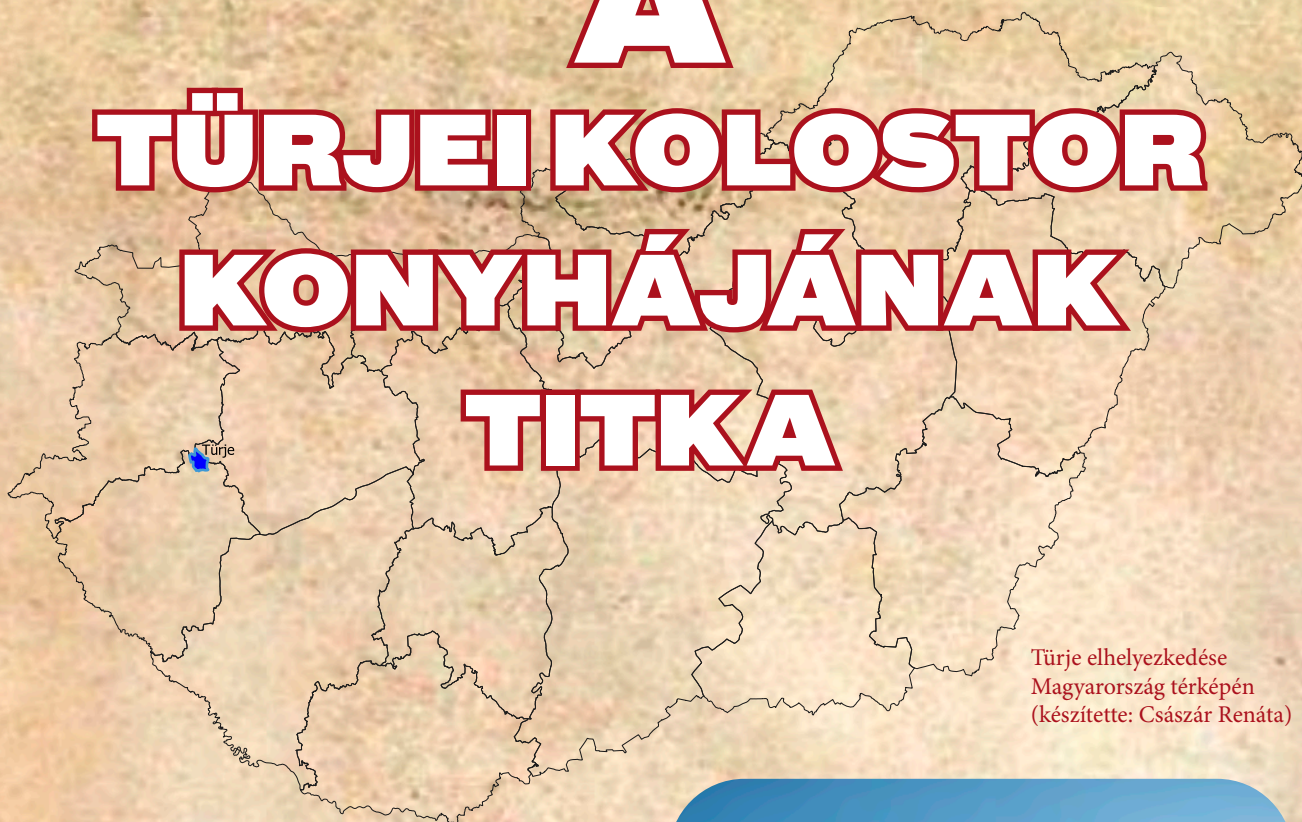 A
TÜRJEI KOLOSTOR
KONYHÁJÁNAK
TITKA
Türje
Türje elhelyezkedése
Magyarország térképén
(készítette: Császár Renáta)